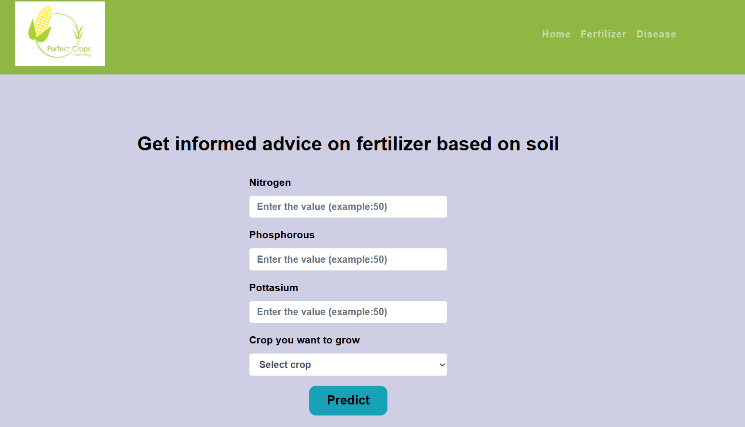 Perfect Crops
Home Fertilizer Disease
Get informed advice on fertilizer based on soil
Nitrogen
Enter the value (example:50)
Phosphorous
Enter the value (example:50)
Pottasium
Enter the value (example:50)
Crop you want to grow
Select crop
Predict